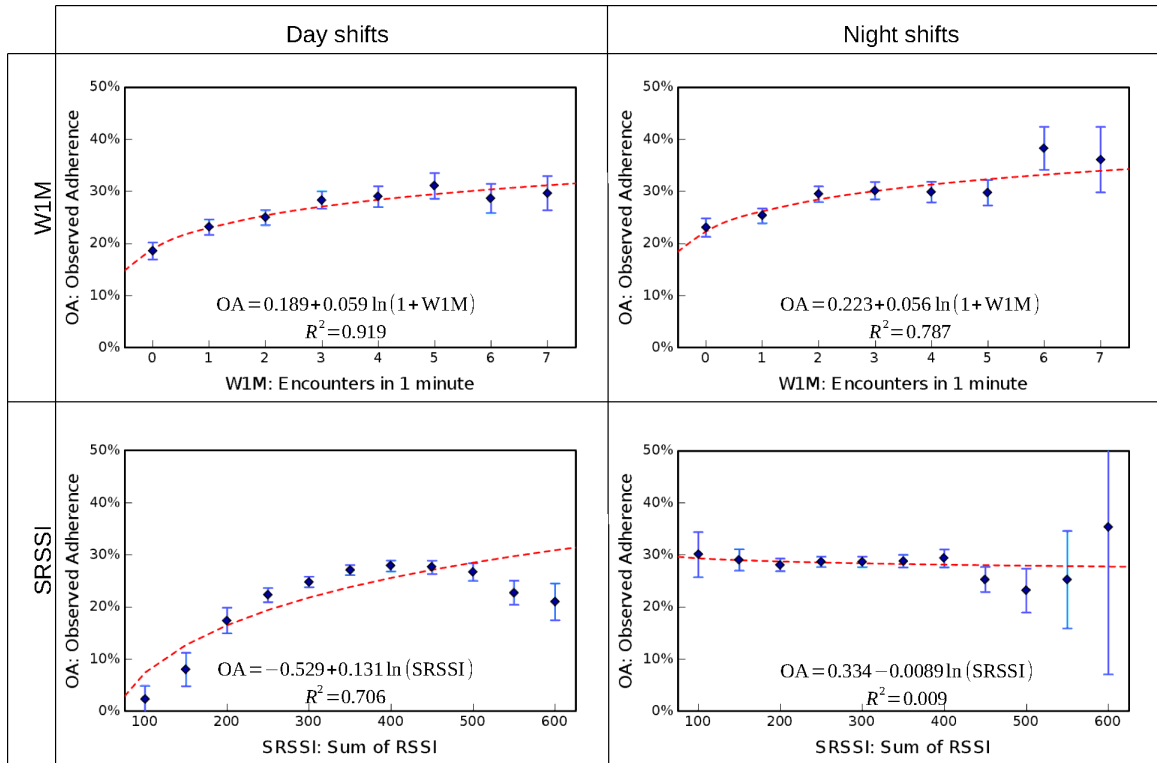 Day shifts
Night shifts
W1M
OA: Observed Adherence
50%
40%
30%
20%
10%
0%
OA=0.189+0.059 ln(1+W1M)
R²=0.919
0 1 2 3 4 5 6 7
W1M: Encounters in 1 minute
OA: Observed Adherence
50%
40%
30%
20%
10%
0%
OA=0.223+0.056 ln(1+W1M)
R²=0.787
0 1 2 3 4 5 6 7
W1M: Encounters in 1 minute
SRSSI
OA: Observed Adherence
50%
40%
30%
20%
10%
0%
OA=−0.529+0.131 ln(SRSSI)
R²=0.706
100 200 300 400 500 600
SRSSI: Sum of RSSI
OA: Observed Adherence
50%
40%
30%
20%
10%
0%
OA=0.334−0.0089 ln(SRSSI)
R²=0.009
100 200 300 400 500 600
SRSSI: Sum of RSSI